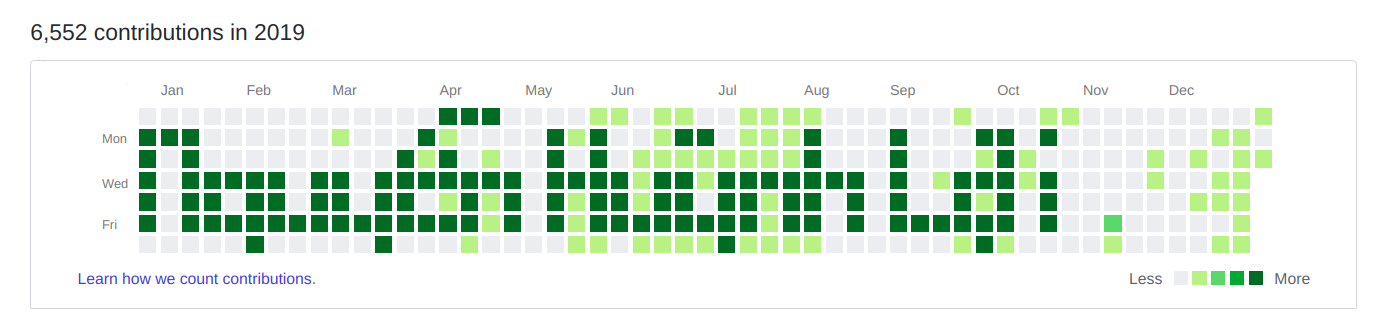 6,552 contributions in 2019
Jan Feb Mar Apr May Jun Jul Aug Sep Oct Nov Dec
Mon
Wed
Fri
Learn how we count contributions. Less More